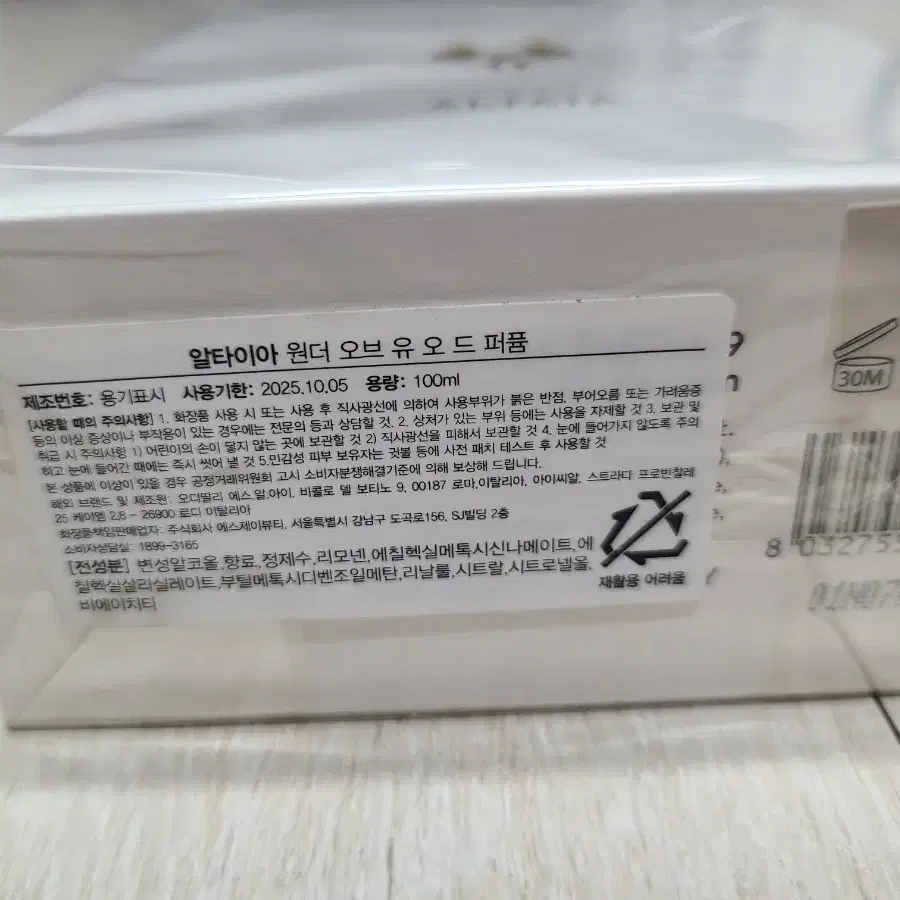 ALTAIA
알타이아 원더 오브 유 오 드 퍼퓸
제조번호: 용기표시 사용기한: 2025.10.05 용량: 100ml
[사용할 때의 주의사항] 1. 화장품 사용 시 또는 사용 후 직사광선에 의하여 사용부위가 붉은 반점, 부어오름 또는 가려움증
등의 이상 증상이나 부작용이 있는 경우에는 전문의 등과 상담할 것. 2. 상처가 있는 부위 등에는 사용을 자제할 것 3. 보관 및
취급 시 주의사항 1) 어린이의 손이 닿지 않는 곳에 보관할 것 2) 직사광선을 피해서 보관할 것 4. 눈에 들어가지 않도록 주의
하고 눈에 들어간 때에는 즉시 씻어 낼 것 5.민감성 피부 보유자는 귓볼 등에 사전 패치 테스트 후 사용할 것
본 상품에 이상이 있을 경우 공정거래위원회 고시 소비자분쟁해결기준에 의해 보상해 드립니다.
해외 브랜드 및 제조원: 오디딸리 에스.알.아이. 비콜로 델 보티노 9, 00187 로마,이탈리아, 아이씨알, 스트라다 프로빈찰레
25 케이엠 2,8 - 26900 로디 이탈리아
화장품책임판매업자: 주식회사 에스제이뷰티, 서울특별시 강남구 도곡로156, SJ빌딩 2층
소비자상담실: 1899-3165
[전성분] 변성알코올,향료,정제수,리모넨,에칠헥실메톡시신나메이트,에
칠헥실살리실레이트,부틸메톡시디벤조일메탄,리날룰,시트랄,시트로넬올,
비에이치티
재활용 어려움
30M
8 032755